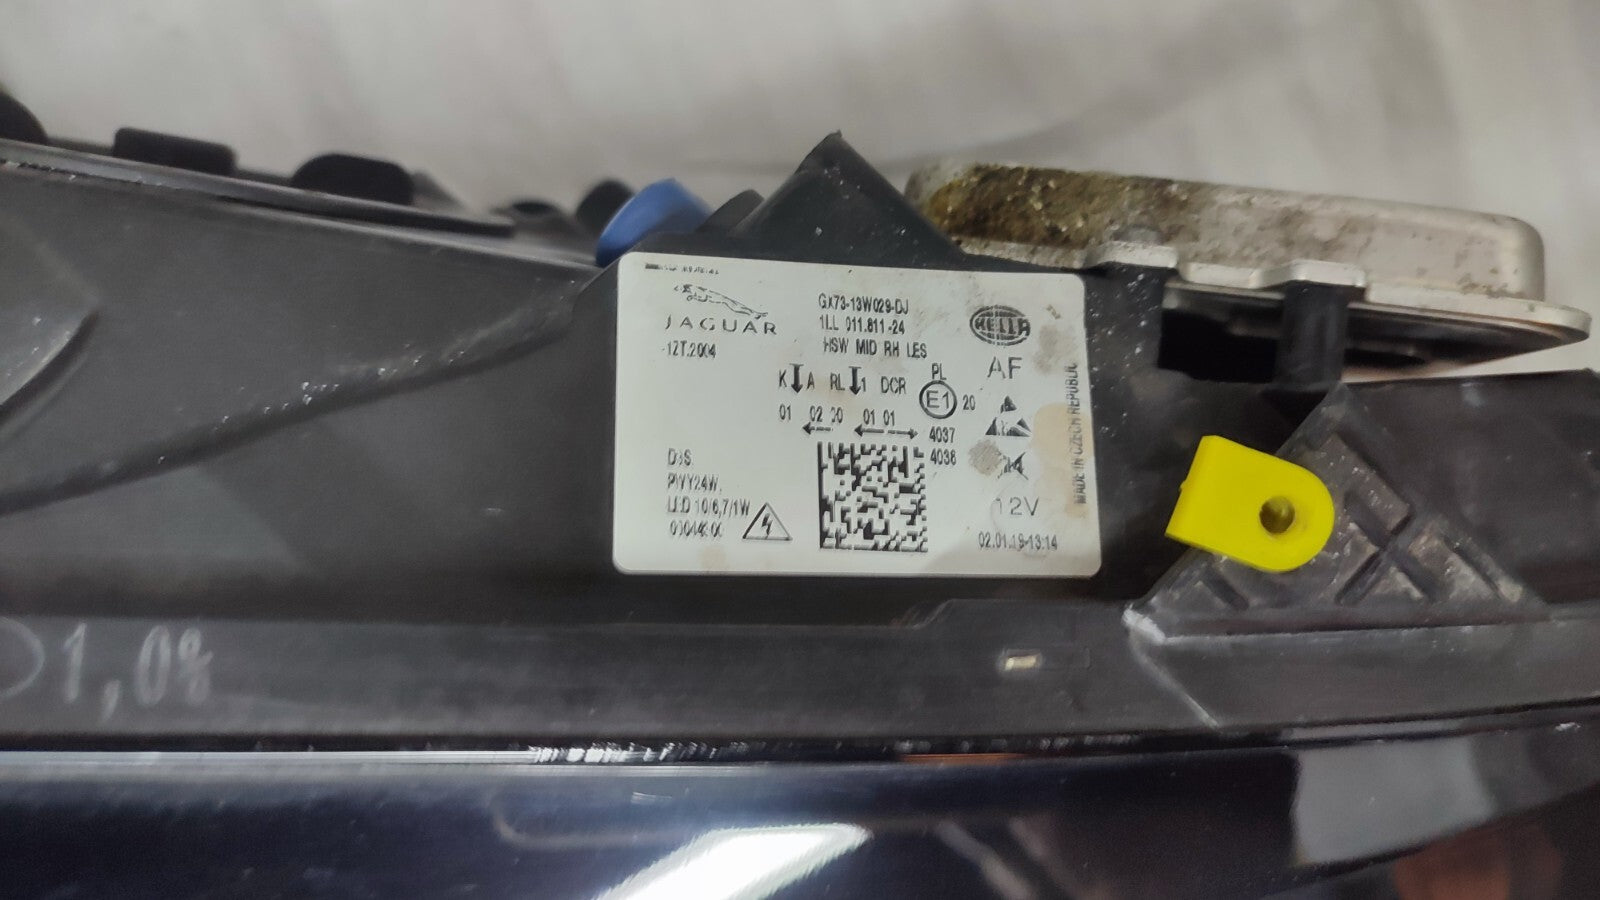 JAGUAR
12T.2004
GX73-13W029-DJ
1LL 011.811-24
HSW MID RH LES
K A RL 1 DCR PL
01 02 20 01 01
E1 20
4037
4038
HELLA
AF
12V
02.01.19-13:14
MADE IN CZECH REPUBLIC
PWY24W,
LED 10/6,7/1W
1,0%